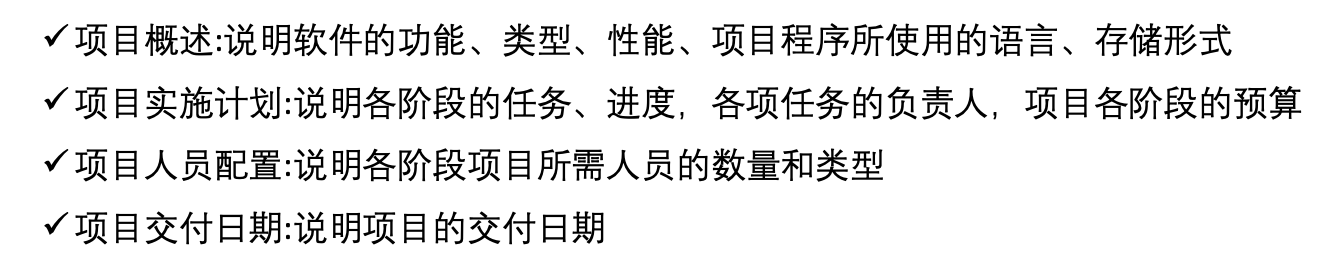 ✓项目概述:说明软件的功能、类型、性能、项目程序所使用的语言、存储形式
✓项目实施计划:说明各阶段的任务、进度，各项任务的负责人，项目各阶段的预算
✓项目人员配置:说明各阶段项目所需人员的数量和类型
✓项目交付日期:说明项目的交付日期